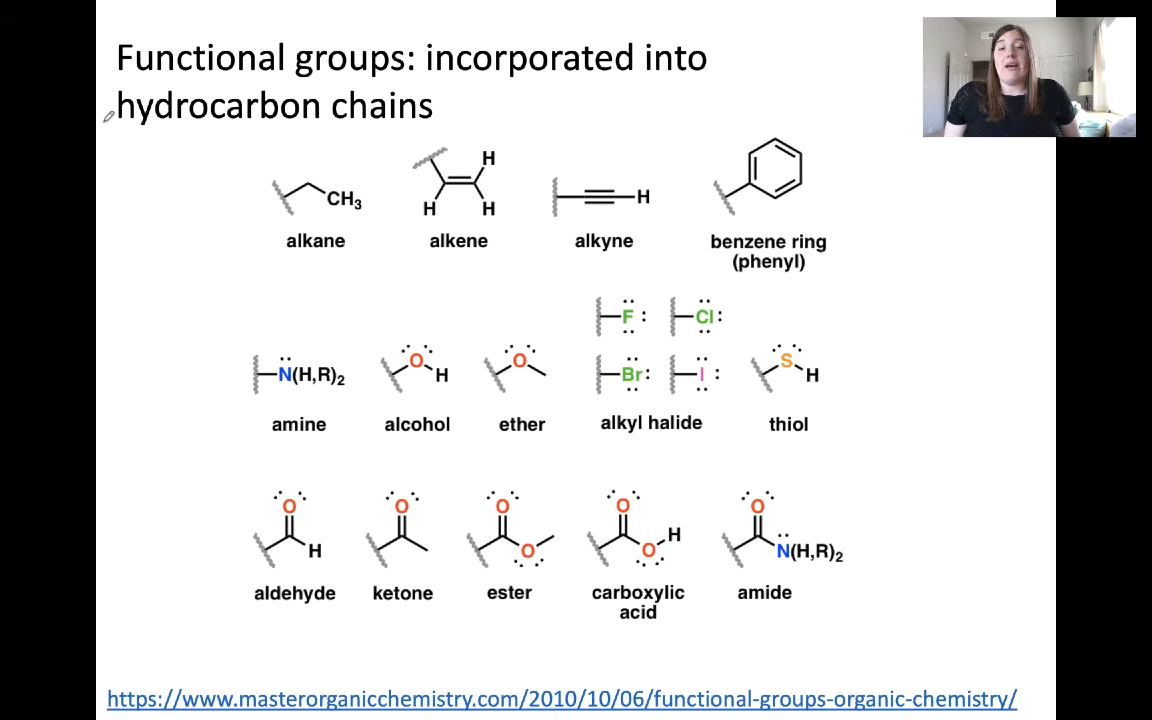 Functional groups: incorporated into
hydrocarbon chains
H
CH3
H
H
H
alkane
alkene
alkyne
benzene ring
(phenyl)
F
Cl
N(H,R)2
O
H
O
Br
I
S
H
amine
alcohol
ether
alkyl halide
thiol
O
H
O
O
O
O
O
H
O
N(H,R)2
aldehyde
ketone
ester
carboxylic
acid
amide
https://www.masterorganicchemistry.com/2010/10/06/functional-groups-organic-chemistry/